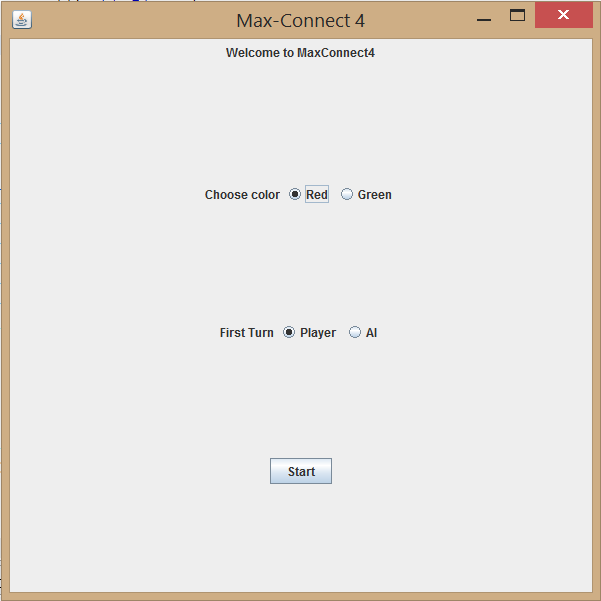 Max-Connect 4
Welcome to MaxConnect4
Choose color Red Green
First Turn Player AI
Start